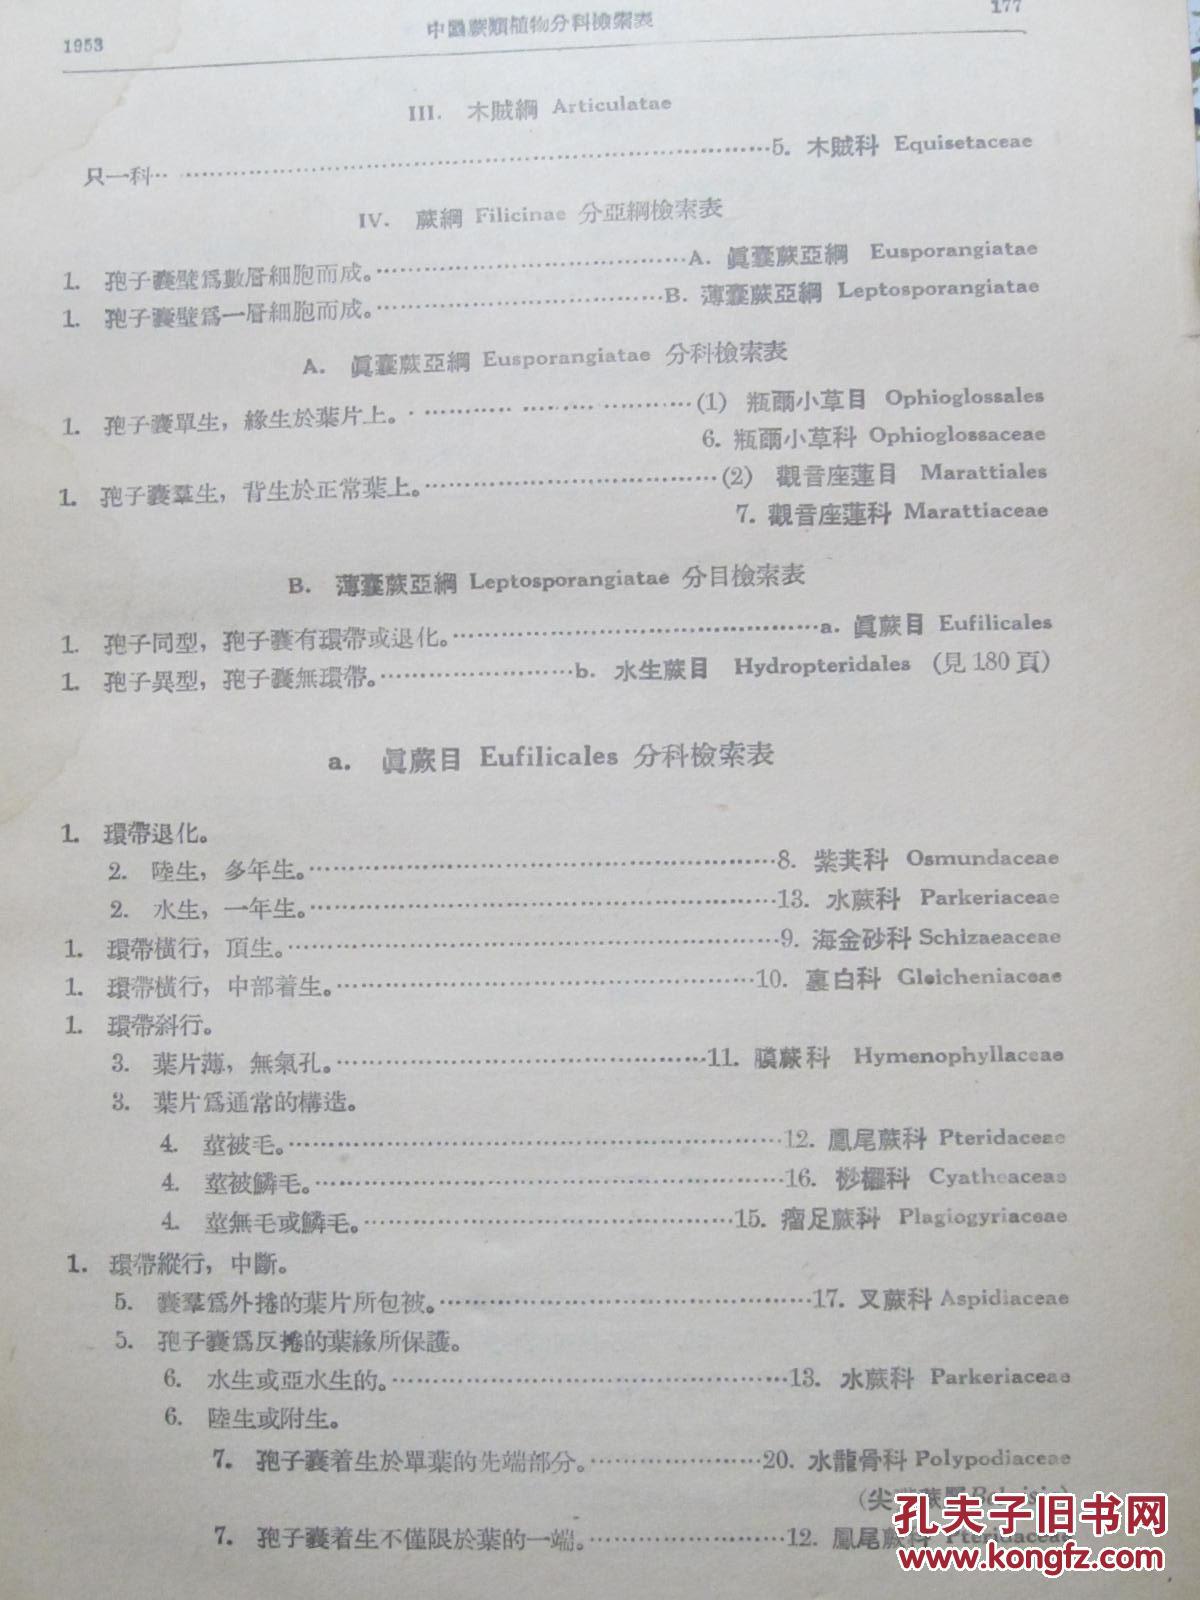 1953
中國蕨類植物分科檢索表
177
III. 木賊綱 Articulatae
只一科……5. 木賊科 Equisetaceae
IV. 蕨綱 Filicinae 分亞綱檢索表
1. 孢子囊壁爲數層細胞而成。……A. 眞囊蕨亞綱 Eusporangiatae
1. 孢子囊壁爲一層細胞而成。……B. 薄囊蕨亞綱 Leptosporangiatae
A. 眞囊蕨亞綱 Eusporangiatae 分科檢索表
1. 孢子囊單生，緣生於葉片上。……(1) 瓶爾小草目 Ophioglossales
6. 瓶爾小草科 Ophioglossaceae
1. 孢子囊羣生，背生於正常葉上。……(2) 觀音座蓮目 Marattiales
7. 觀音座蓮科 Marattiaceae
B. 薄囊蕨亞綱 Leptosporangiatae 分目檢索表
1. 孢子同型，孢子囊有環帶或退化。……a. 眞蕨目 Eufilicales
1. 孢子異型，孢子囊無環帶。……b. 水生蕨目 Hydropteridales (見 180 頁)
a. 眞蕨目 Eufilicales 分科檢索表
1. 環帶退化。
2. 陸生，多年生。……8. 紫萁科 Osmundaceae
2. 水生，一年生。……13. 水蕨科 Parkeriaceae
1. 環帶橫行，頂生。……9. 海金砂科 Schizaeaceae
1. 環帶橫行，中部着生。……10. 裏白科 Gleicheniaceae
1. 環帶斜行。
3. 葉片薄，無氣孔。……11. 膜蕨科 Hymenophyllaceae
3. 葉片爲通常的構造。
4. 莖被毛。……12. 鳳尾蕨科 Pteridaceae
4. 莖被鱗毛。……16. 桫欏科 Cyatheaceae
4. 莖無毛或鱗毛。……15. 瘤足蕨科 Plagiogyriaceae
1. 環帶縱行，中斷。
5. 囊羣爲外捲的葉片所包被。……17. 叉蕨科 Aspidiaceae
5. 孢子囊爲反捲的葉緣所保護。
6. 水生或亞水生的。……13. 水蕨科 Parkeriaceae
6. 陸生或附生。
7. 孢子囊着生於單葉的先端部分。……20. 水龍骨科 Polypodiaceae
(尖
7. 孢子囊着生不僅限於葉的一端。……12. 鳳尾蕨科 Pteridaceae
孔夫子旧书网
www.kongfz.com